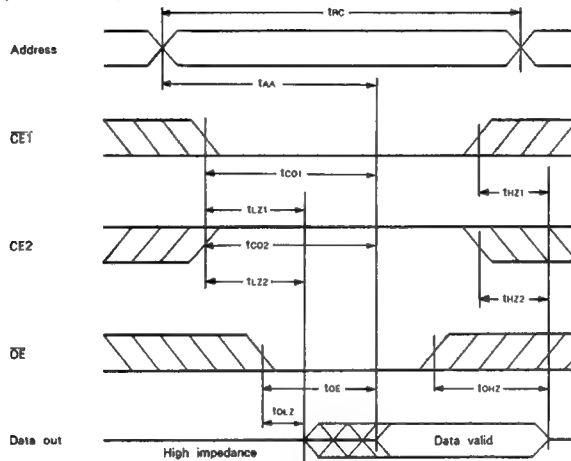 tRC
Address
tAA
CE1
tCO1
tHZ1
tLZ1
CE2
tCO2
tLZ2
tHZ2
OE
tOE
tOHZ
tOLZ
Data out
High impedance
Data valid